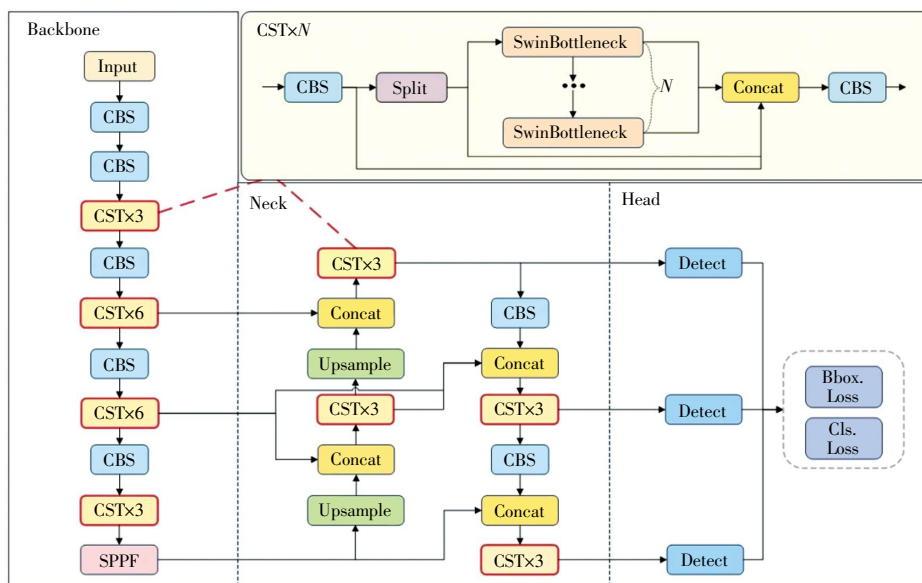 Backbone
Input
CBS
CBS
CST×3
CBS
CST×6
CBS
CST×6
CBS
CST×3
SPPF
CST×N
CBS
Split
SwinBottleneck
•••
SwinBottleneck
N
Concat
CBS
Neck
CST×3
Concat
Upsample
CST×3
Concat
Upsample
CBS
Concat
CST×3
CBS
Concat
CST×3
Head
Detect
Detect
Detect
Bbox.
Loss
Cls.
Loss